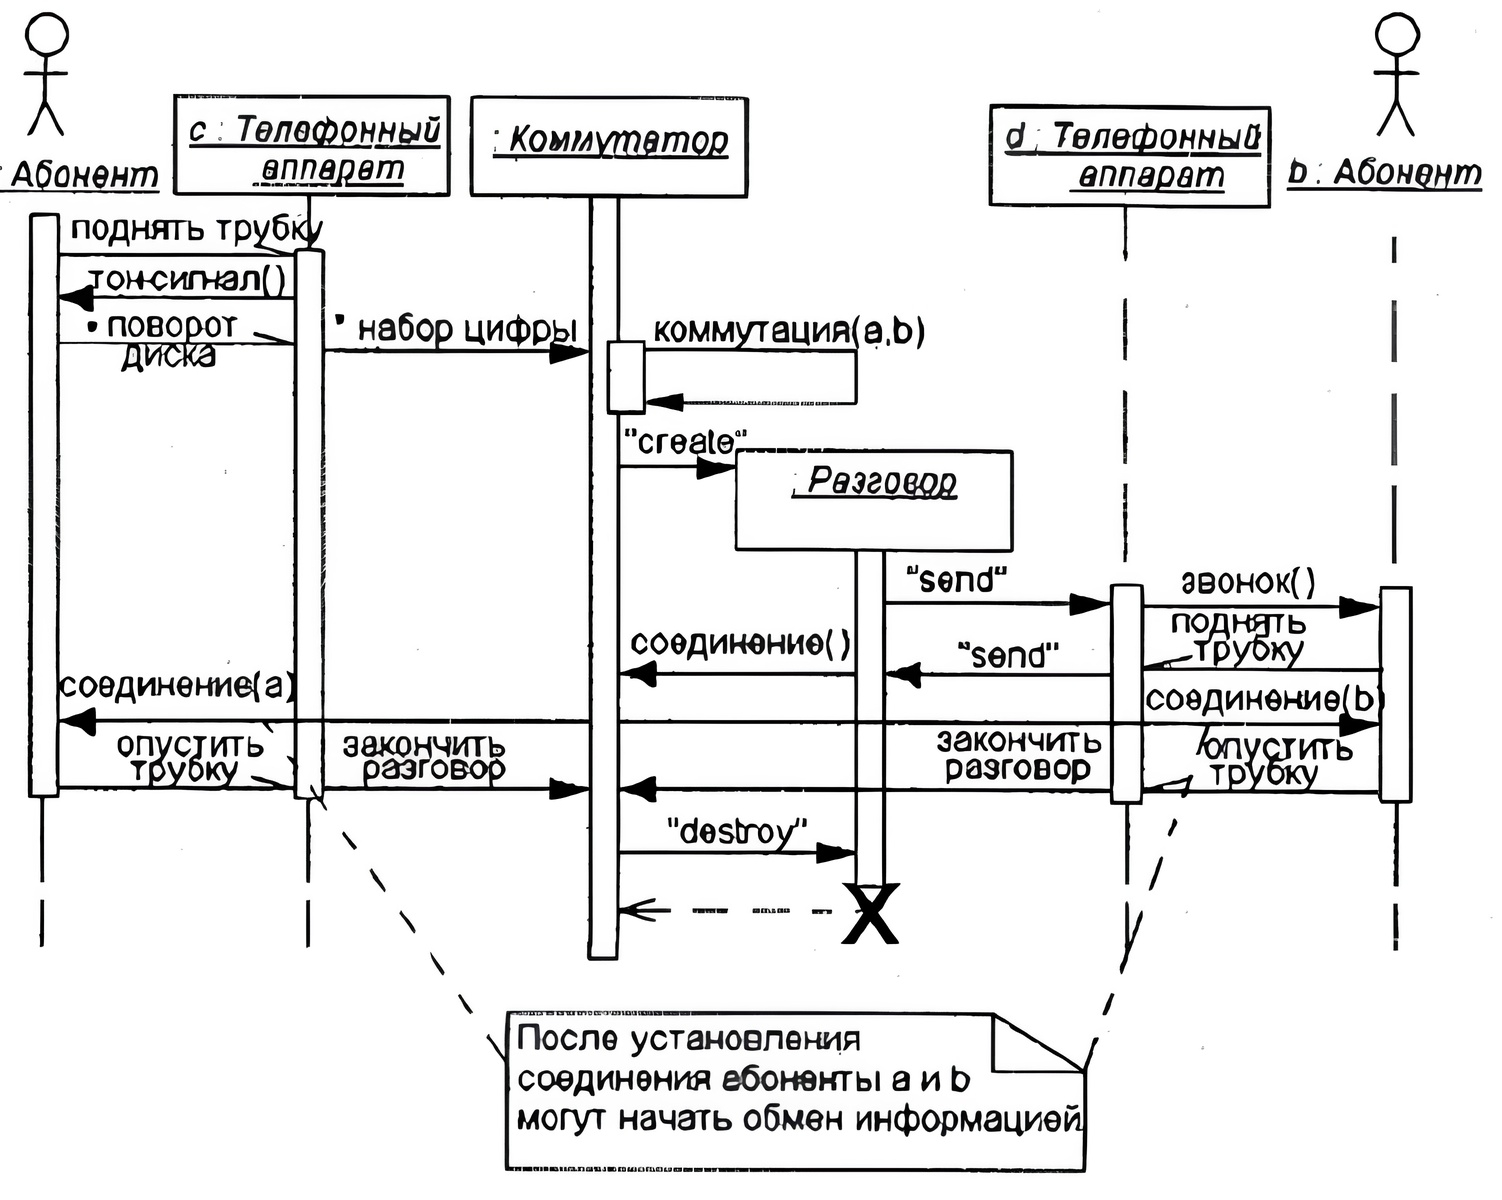 : Абонент
c : Телефонный
аппарат
: Коммутатор
d : Телефонный
аппарат
b : Абонент
поднять трубку
тон-сигнал()
* поворот
диска
* набор цифры
коммутация(a,b)
"create"
: Разговор
"send"
звонок()
поднять
трубку
соединение()
"send"
соединение(a)
соединение(b)
опустить
трубку
закончить
разговор
закончить
разговор
опустить
трубку
"destroy"
После установления
соединения абоненты a и b
могут начать обмен информацией